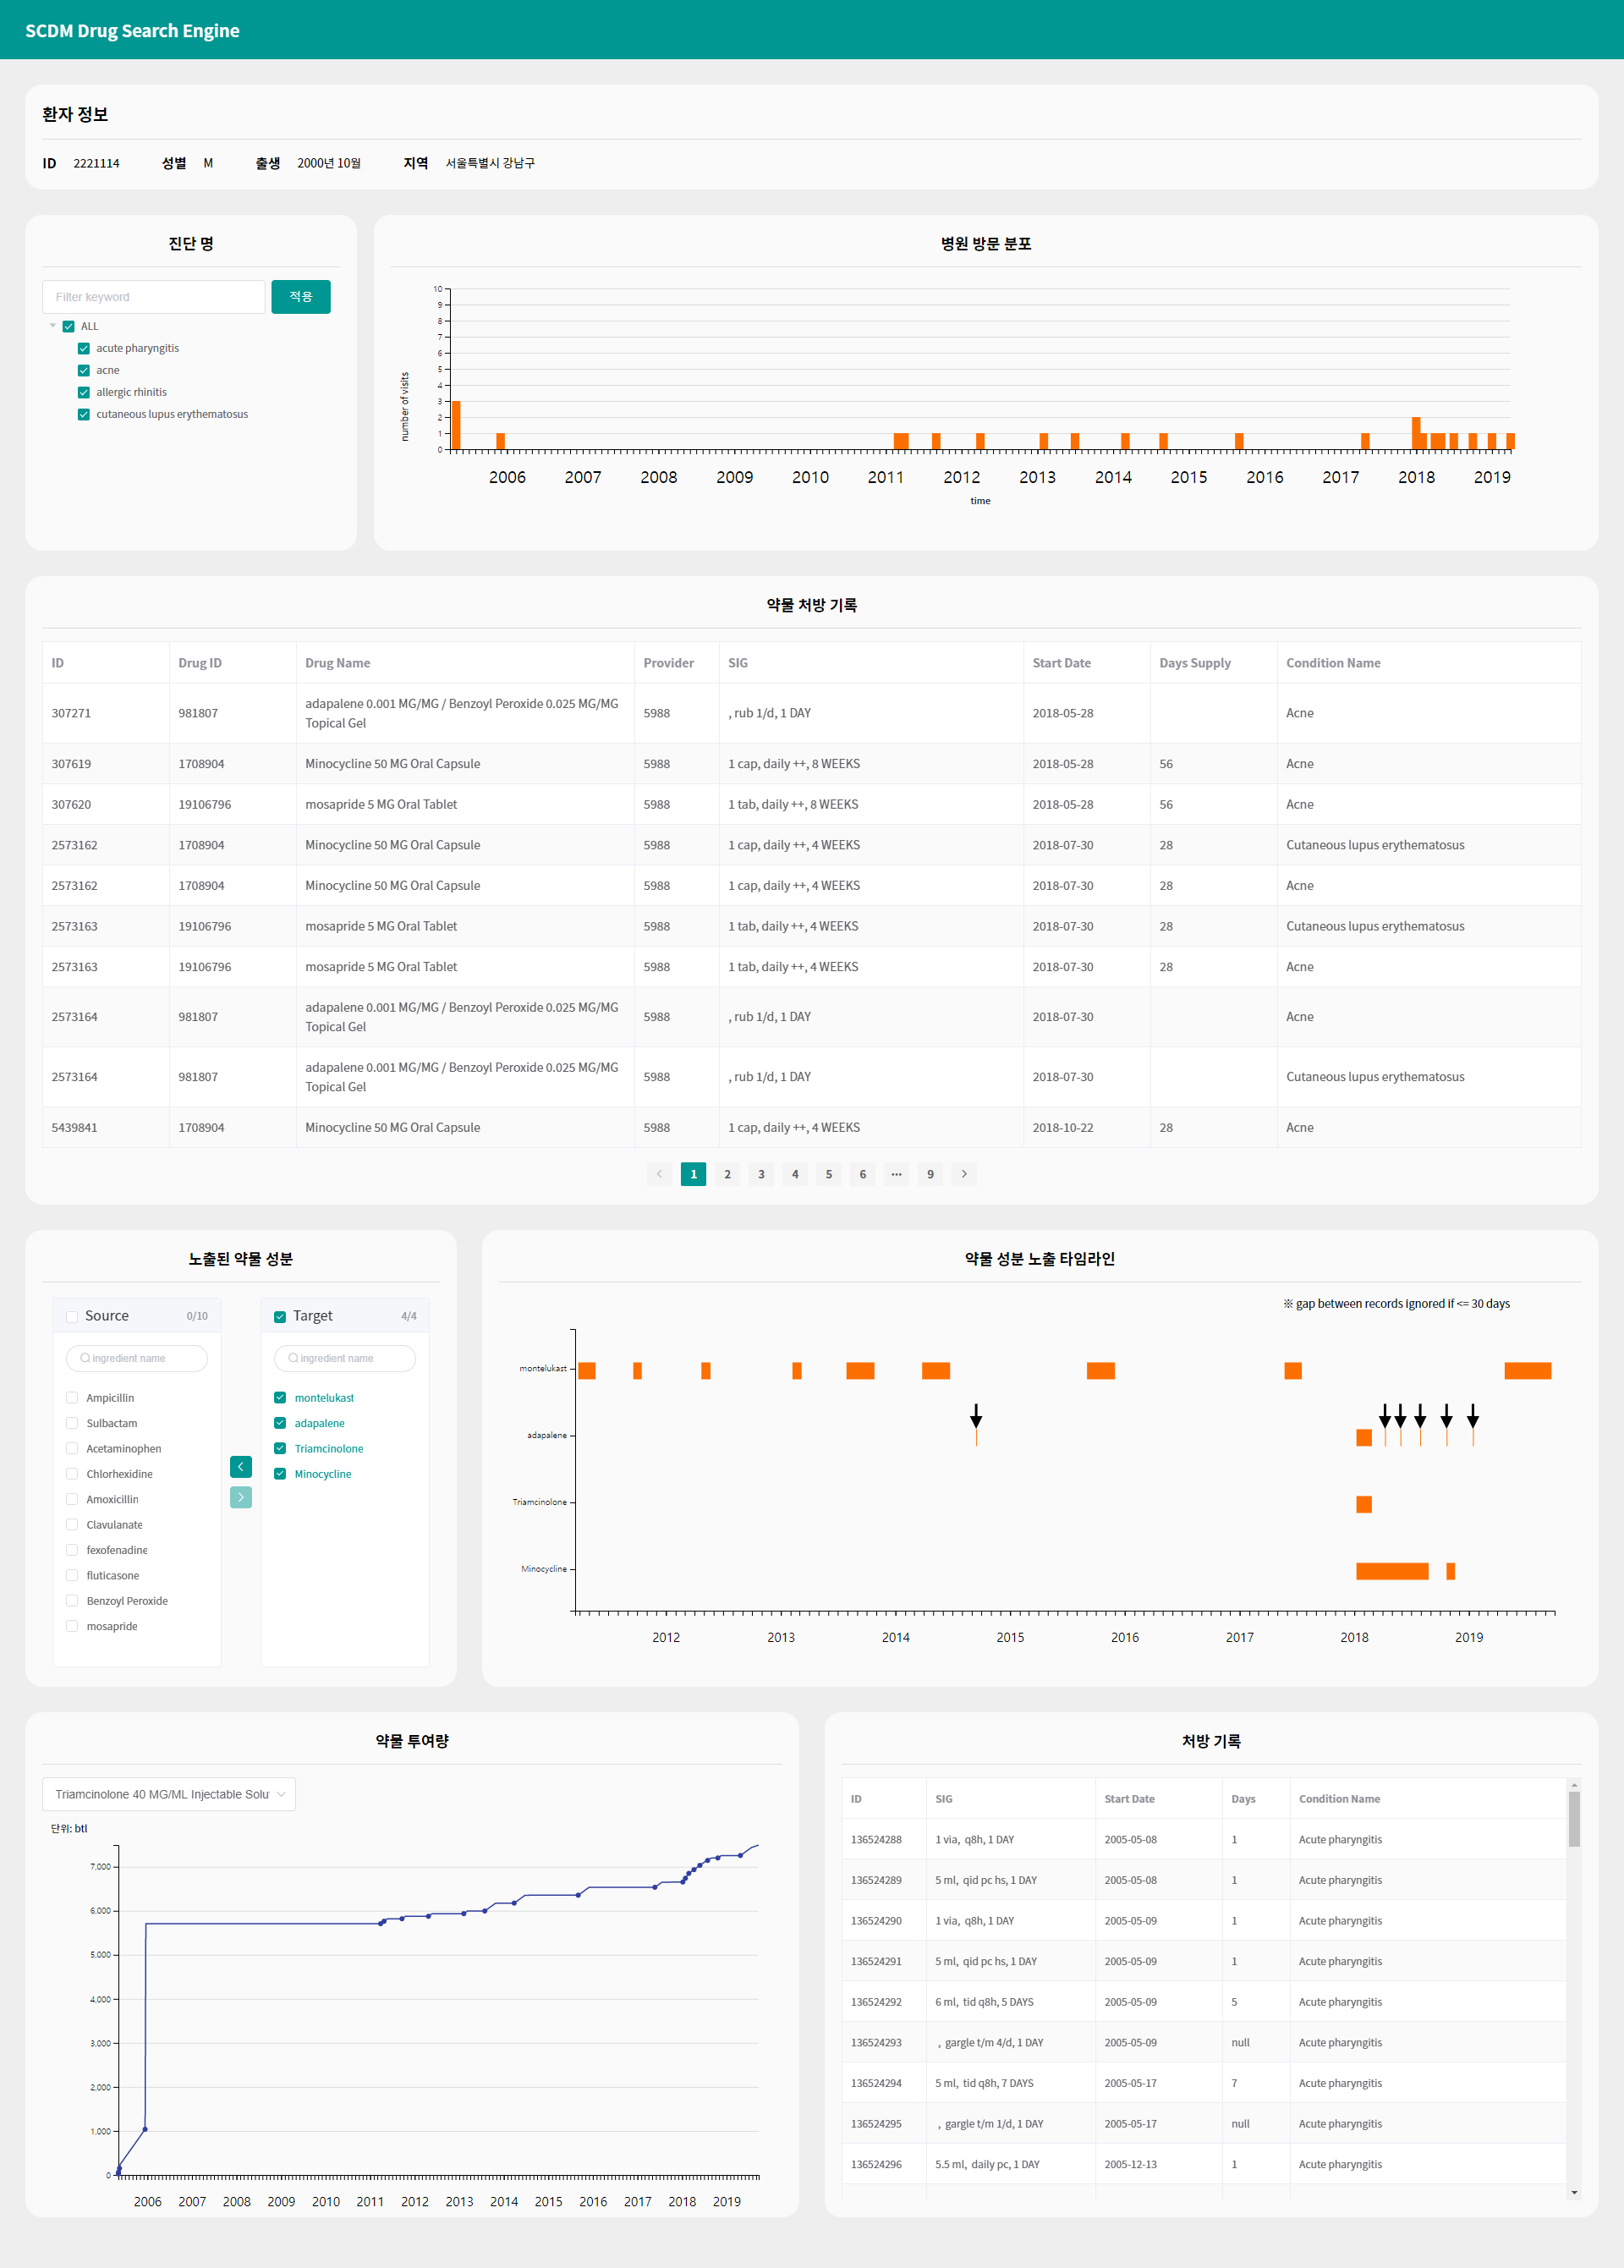 SCDM Drug Search Engine
환자 정보
ID 2221114 성별 M 출생 2000년 10월 지역 서울특별시 강남구
진단 명
Filter keyword 적용
ALL
acute pharyngitis
acne
allergic rhinitis
cutaneous lupus erythematosus
병원 방문 분포
number of visits
10
9
8
7
6
5
4
3
2
1
0
2006 2007 2008 2009 2010 2011 2012 2013 2014 2015 2016 2017 2018 2019
time
약물 처방 기록
ID Drug ID Drug Name Provider SIG Start Date Days Supply Condition Name
307271 981807 adapalene 0.001 MG/MG / Benzoyl Peroxide 0.025 MG/MG Topical Gel 5988 , rub 1/d, 1 DAY 2018-05-28 Acne
307619 1708904 Minocycline 50 MG Oral Capsule 5988 1 cap, daily ++, 8 WEEKS 2018-05-28 56 Acne
307620 19106796 mosapride 5 MG Oral Tablet 5988 1 tab, daily ++, 8 WEEKS 2018-05-28 56 Acne
2573162 1708904 Minocycline 50 MG Oral Capsule 5988 1 cap, daily ++, 4 WEEKS 2018-07-30 28 Cutaneous lupus erythematosus
2573162 1708904 Minocycline 50 MG Oral Capsule 5988 1 cap, daily ++, 4 WEEKS 2018-07-30 28 Acne
2573163 19106796 mosapride 5 MG Oral Tablet 5988 1 tab, daily ++, 4 WEEKS 2018-07-30 28 Cutaneous lupus erythematosus
2573163 19106796 mosapride 5 MG Oral Tablet 5988 1 tab, daily ++, 4 WEEKS 2018-07-30 28 Acne
2573164 981807 adapalene 0.001 MG/MG / Benzoyl Peroxide 0.025 MG/MG Topical Gel 5988 , rub 1/d, 1 DAY 2018-07-30 Acne
2573164 981807 adapalene 0.001 MG/MG / Benzoyl Peroxide 0.025 MG/MG Topical Gel 5988 , rub 1/d, 1 DAY 2018-07-30 Cutaneous lupus erythematosus
5439841 1708904 Minocycline 50 MG Oral Capsule 5988 1 cap, daily ++, 4 WEEKS 2018-10-22 28 Acne
< 1 2 3 4 5 6 ··· 9 >
노출된 약물 성분
Source 0/10
ingredient name
Ampicillin
Sulbactam
Acetaminophen
Chlorhexidine
Amoxicillin
Clavulanate
fexofenadine
fluticasone
Benzoyl Peroxide
mosapride
< >
Target 4/4
ingredient name
montelukast
adapalene
Triamcinolone
Minocycline
약물 성분 노출 타임라인
※ gap between records ignored if <= 30 days
montelukast
adapalene
Triamcinolone
Minocycline
2012 2013 2014 2015 2016 2017 2018 2019
약물 투여량
Triamcinolone 40 MG/ML Injectable Solu
단위: btl
7,000
6,000
5,000
4,000
3,000
2,000
1,000
0
2006 2007 2008 2009 2010 2011 2012 2013 2014 2015 2016 2017 2018 2019
처방 기록
ID SIG Start Date Days Condition Name
136524288 1 via, q8h, 1 DAY 2005-05-08 1 Acute pharyngitis
136524289 5 ml, qid pc hs, 1 DAY 2005-05-08 1 Acute pharyngitis
136524290 1 via, q8h, 1 DAY 2005-05-09 1 Acute pharyngitis
136524291 5 ml, qid pc hs, 1 DAY 2005-05-09 1 Acute pharyngitis
136524292 6 ml, tid q8h, 5 DAYS 2005-05-09 5 Acute pharyngitis
136524293 , gargle t/m 4/d, 1 DAY 2005-05-09 null Acute pharyngitis
136524294 5 ml, tid q8h, 7 DAYS 2005-05-17 7 Acute pharyngitis
136524295 , gargle t/m 1/d, 1 DAY 2005-05-17 null Acute pharyngitis
136524296 5.5 ml, daily pc, 1 DAY 2005-12-13 1 Acute pharyngitis